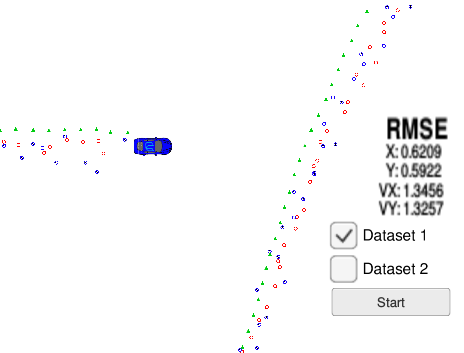 RMSE
X: 0.6209
Y: 0.5922
VX: 1.3456
VY: 1.3257
Dataset 1
Dataset 2
Start